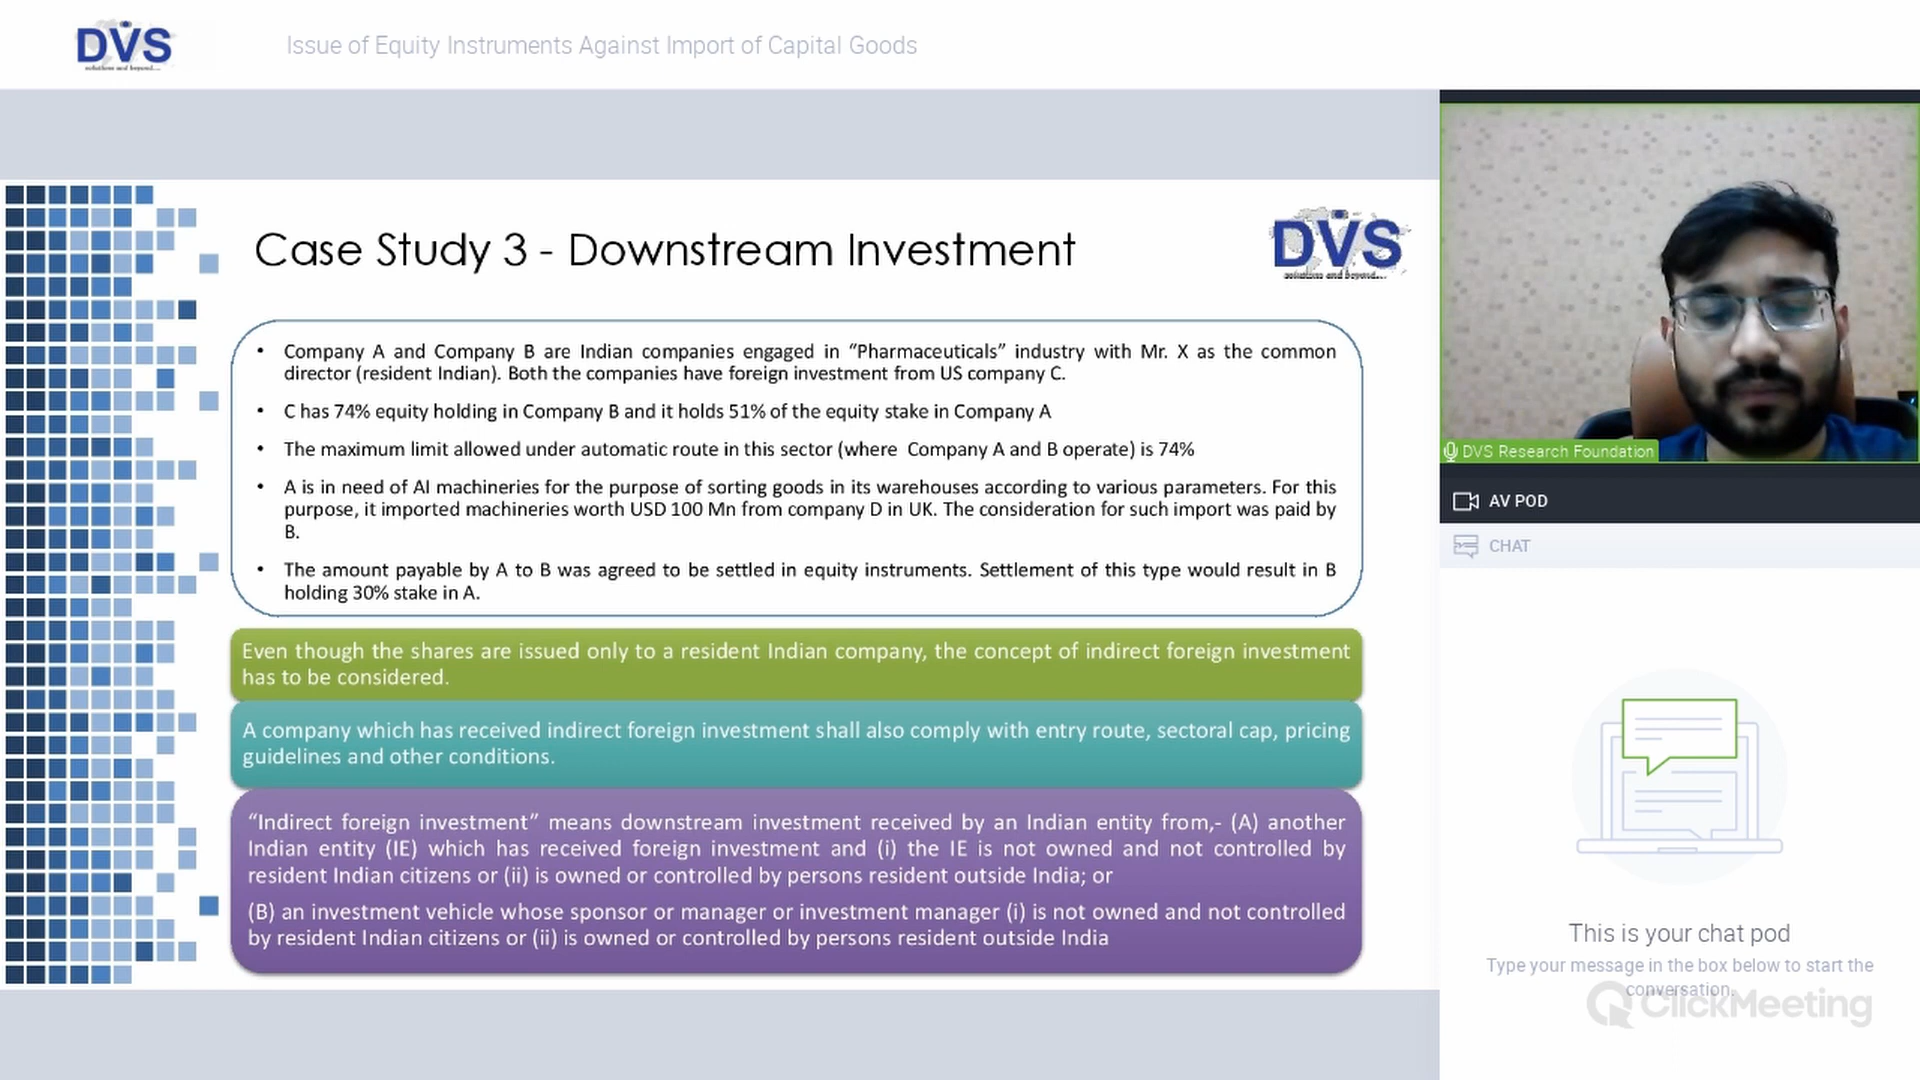 DVS
solutions and beyond....
Issue of Equity Instruments Against Import of Capital Goods
Case Study 3 - Downstream Investment
DVS
solutions and beyond....
• Company A and Company B are Indian companies engaged in “Pharmaceuticals” industry with Mr. X as the common
director (resident Indian). Both the companies have foreign investment from US company C.
• C has 74% equity holding in Company B and it holds 51% of the equity stake in Company A
• The maximum limit allowed under automatic route in this sector (where Company A and B operate) is 74%
• A is in need of AI machineries for the purpose of sorting goods in its warehouses according to various parameters. For this
purpose, it imported machineries worth USD 100 Mn from company D in UK. The consideration for such import was paid by
B.
• The amount payable by A to B was agreed to be settled in equity instruments. Settlement of this type would result in B
holding 30% stake in A.
Even though the shares are issued only to a resident Indian company, the concept of indirect foreign investment
has to be considered.
A company which has received indirect foreign investment shall also comply with entry route, sectoral cap, pricing
guidelines and other conditions.
“Indirect foreign investment” means downstream investment received by an Indian entity from,- (A) another
Indian entity (IE) which has received foreign investment and (i) the IE is not owned and not controlled by
resident Indian citizens or (ii) is owned or controlled by persons resident outside India; or
(B) an investment vehicle whose sponsor or manager or investment manager (i) is not owned and not controlled
by resident Indian citizens or (ii) is owned or controlled by persons resident outside India
DVS Research Foundation
AV POD
CHAT
This is your chat pod
Type your message in the box below to start the
conversation.
ClickMeeting